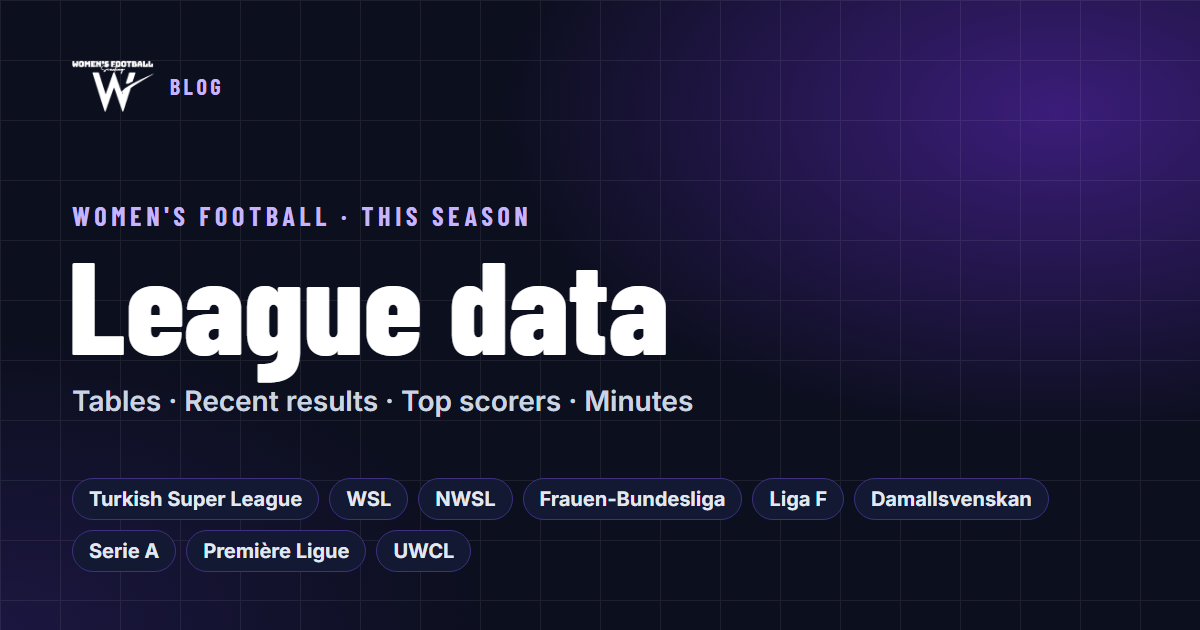 WOMEN'S FOOTBALL
W
BLOG
WOMEN'S FOOTBALL · THIS SEASON
League data
Tables · Recent results · Top scorers · Minutes
Turkish Super League WSL NWSL Frauen-Bundesliga Liga F Damallsvenskan
Serie A Première Ligue UWCL